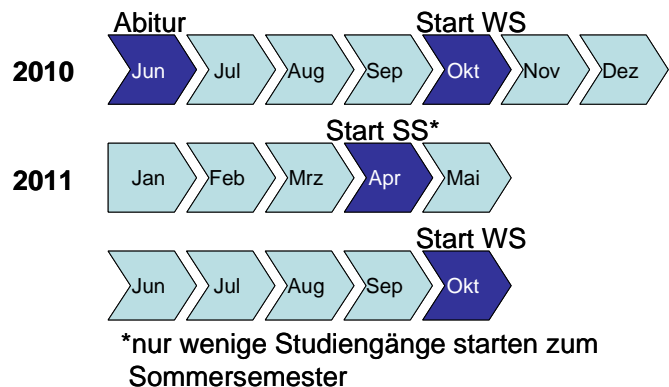 Abitur Start WS
2010 Jun Jul Aug Sep Okt Nov Dez
Start SS*
2011 Jan Feb Mrz Apr Mai
Start WS
Jun Jul Aug Sep Okt
*nur wenige Studiengänge starten zum
Sommersemester